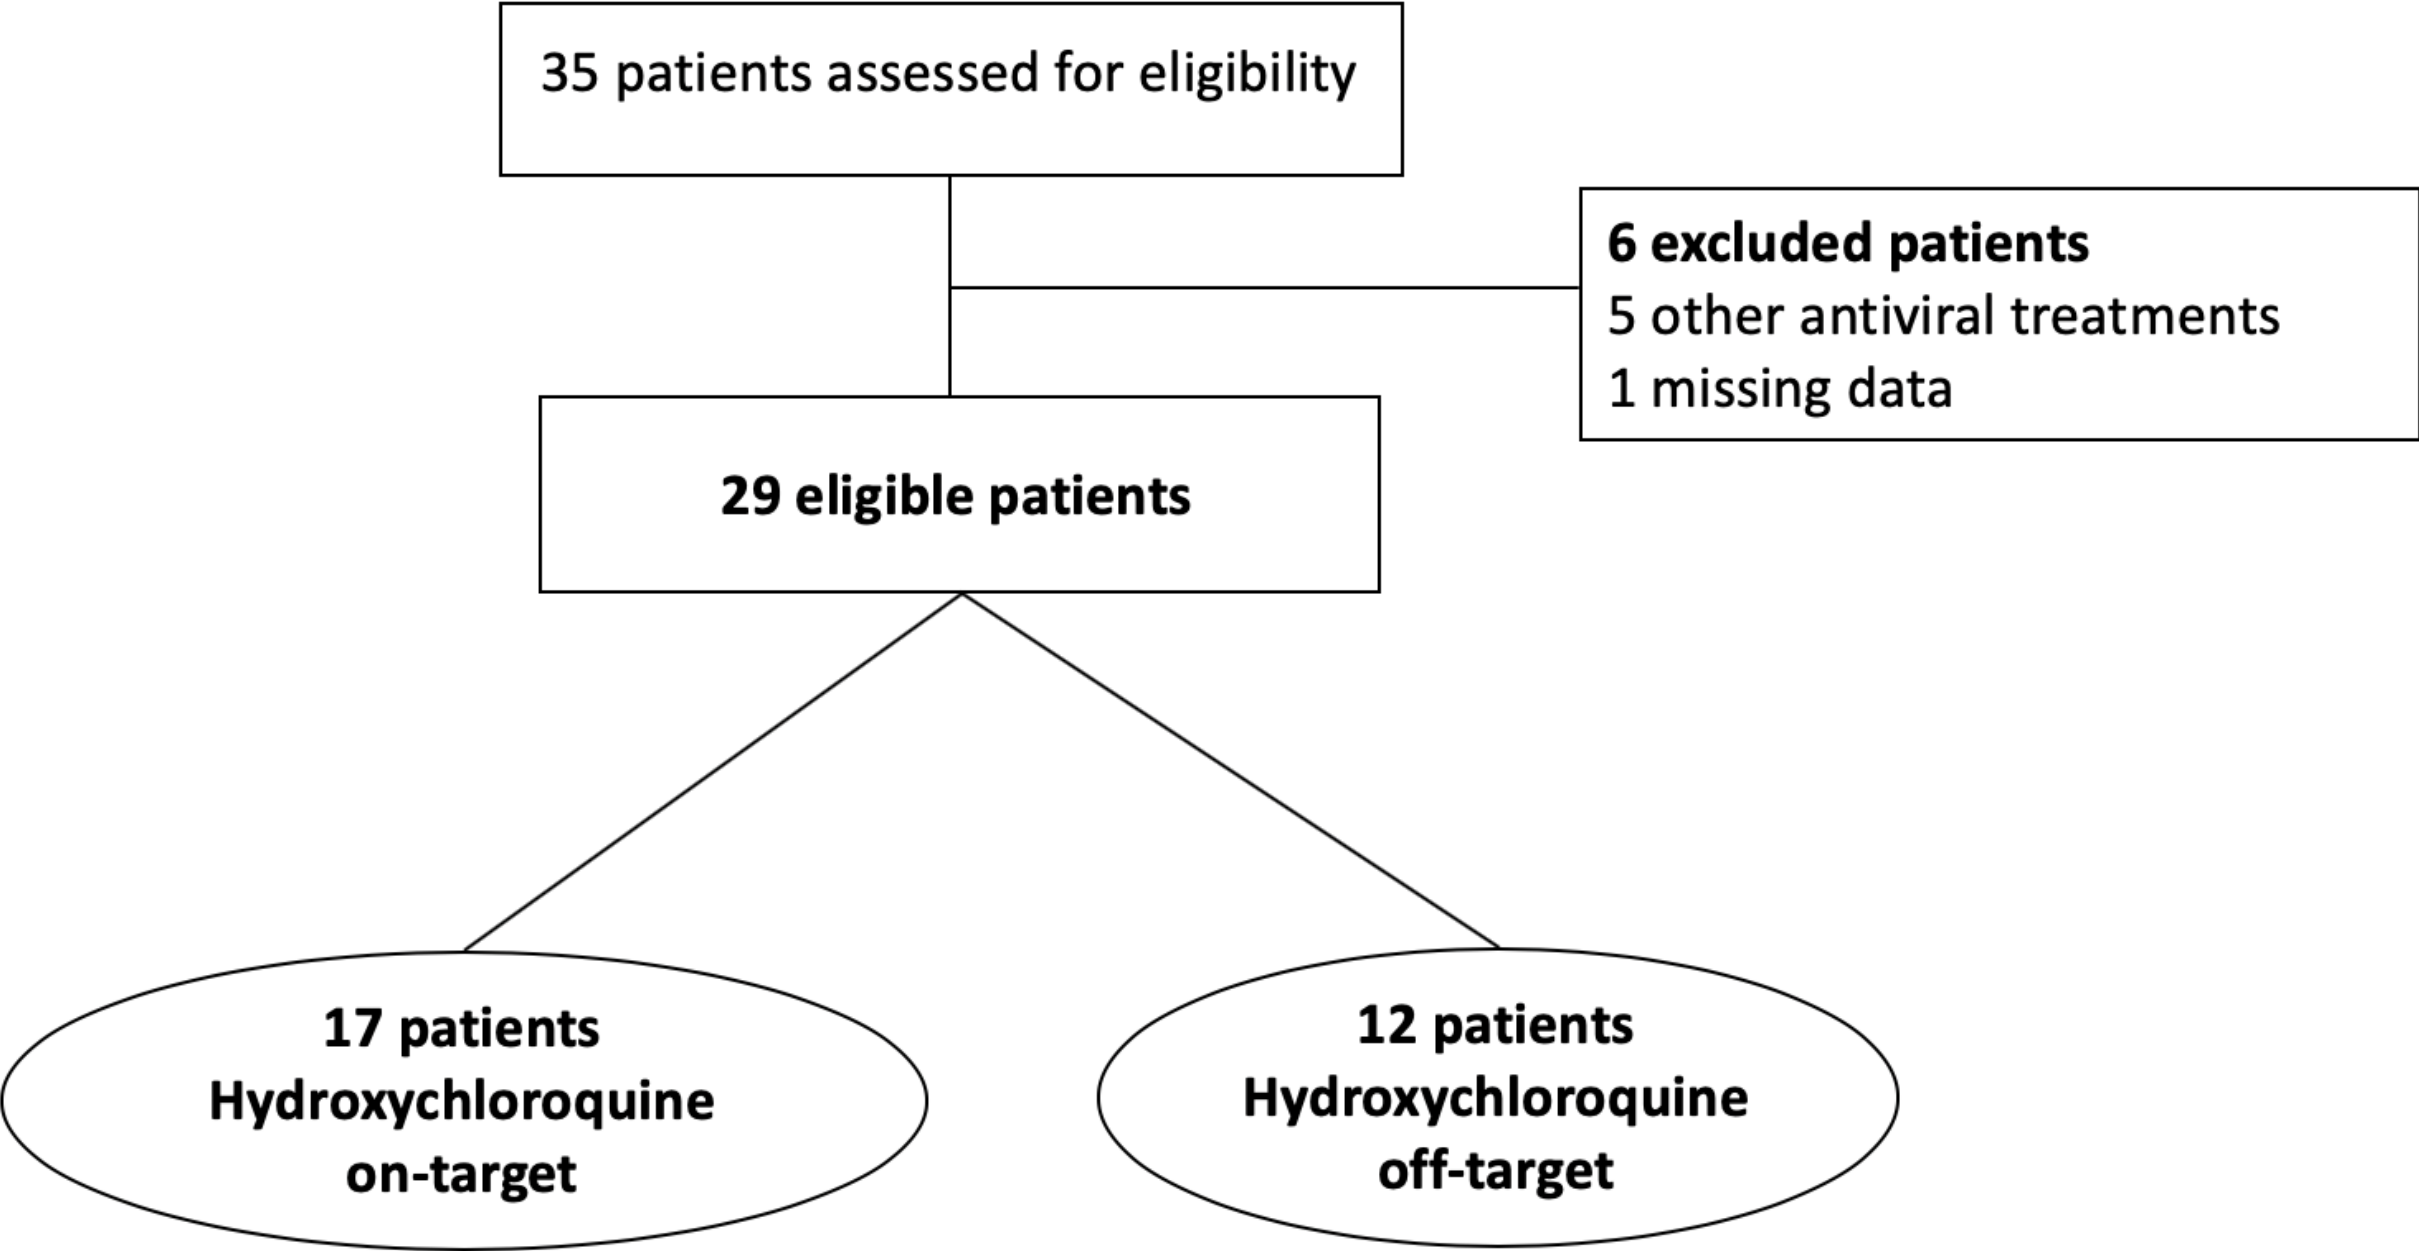 35 patients assessed for eligibility
6 excluded patients
5 other antiviral treatments
1 missing data
29 eligible patients
17 patients
Hydroxychloroquine
on-target
12 patients
Hydroxychloroquine
off-target